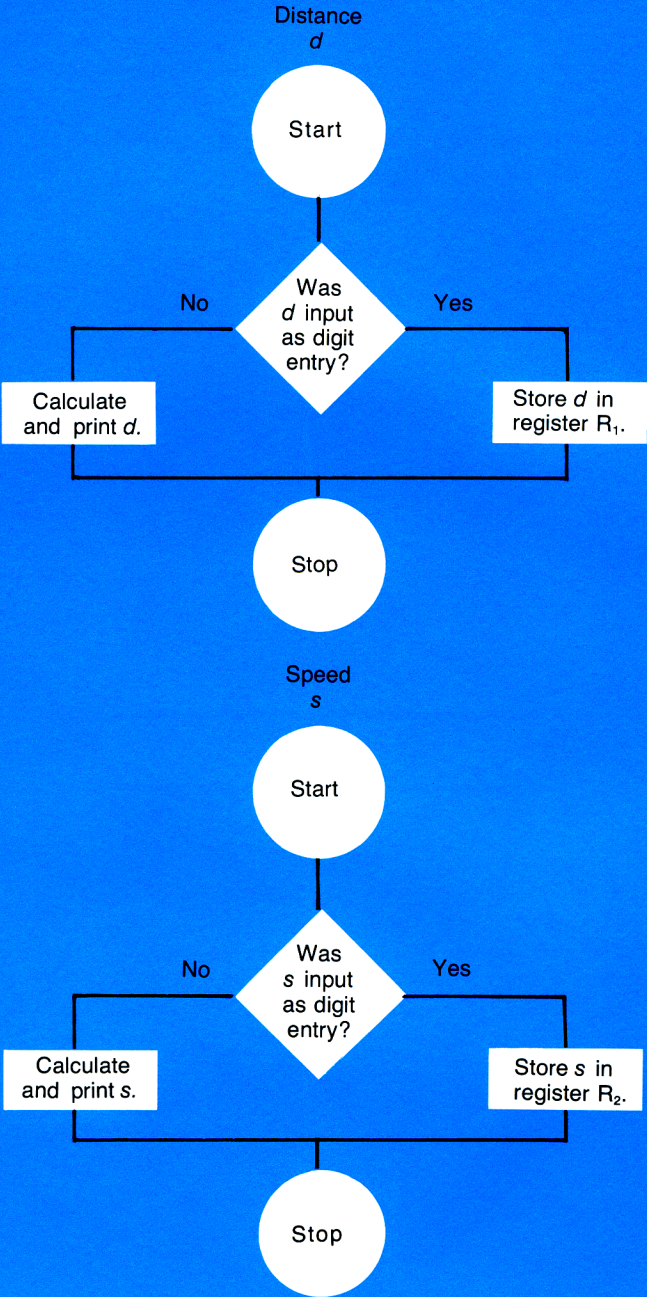 Distance
d
Start
Was
d input
as digit
entry?
No
Yes
Calculate
and print d.
Store d in
register R₁.
Stop
Speed
s
Start
Was
s input
as digit
entry?
No
Yes
Calculate
and print s.
Store s in
register R₂.
Stop